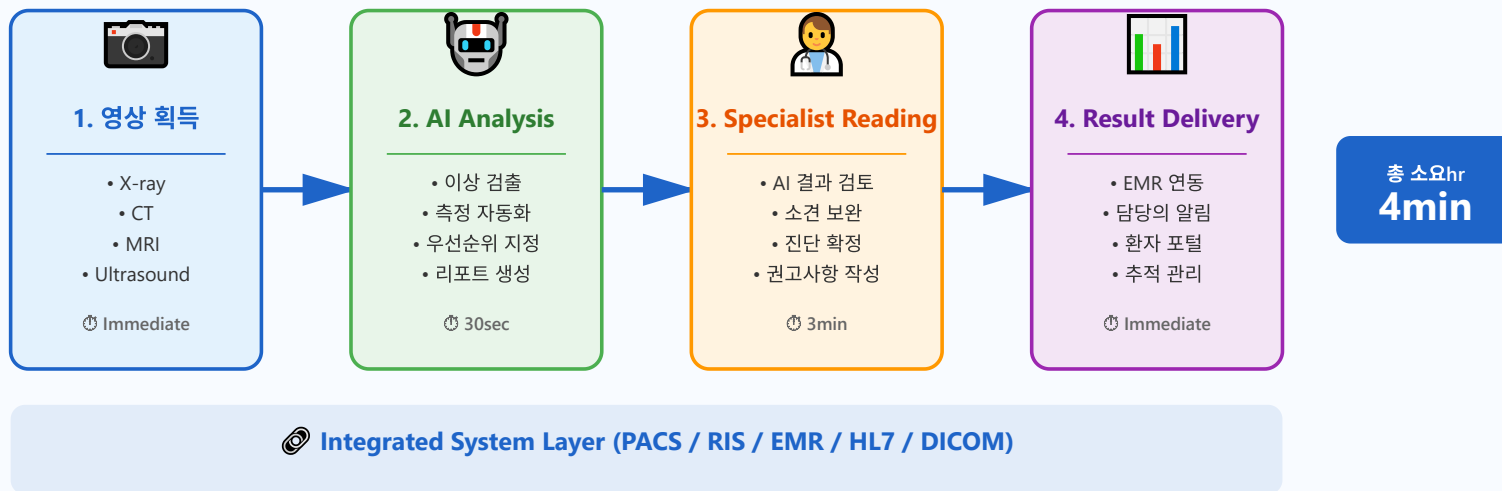 1. 영상 획득
• X-ray
• CT
• MRI
• Ultrasound
⏱ Immediate
2. AI Analysis
• 이상 검출
• 측정 자동화
• 우선순위 지정
• 리포트 생성
⏱ 30sec
3. Specialist Reading
• AI 결과 검토
• 소견 보완
• 진단 확정
• 권고사항 작성
⏱ 3min
4. Result Delivery
• EMR 연동
• 담당의 알림
• 환자 포털
• 추적 관리
⏱ Immediate
총 소요hr
4min
🔗 Integrated System Layer (PACS / RIS / EMR / HL7 / DICOM)